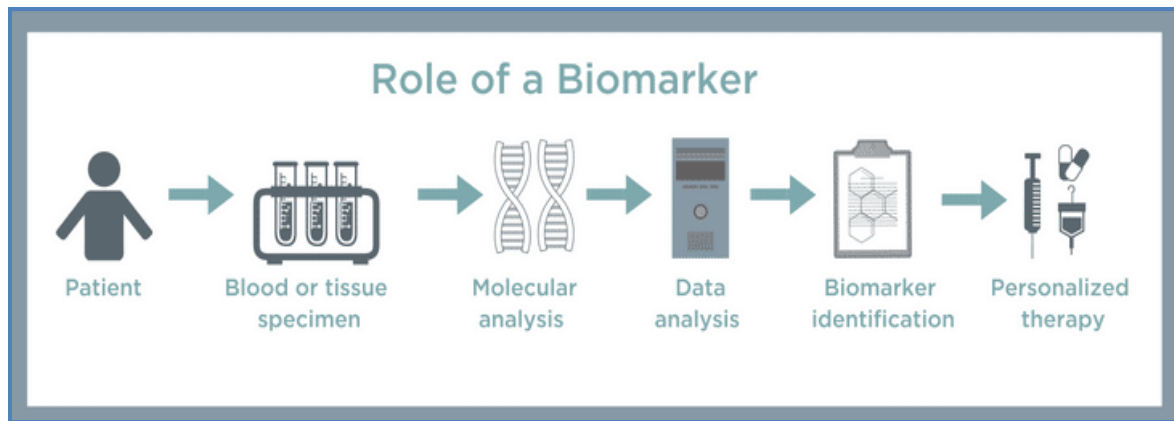 Role of a Biomarker
Patient
Blood or tissue
specimen
Molecular
analysis
Data
analysis
Biomarker
identification
Personalized
therapy